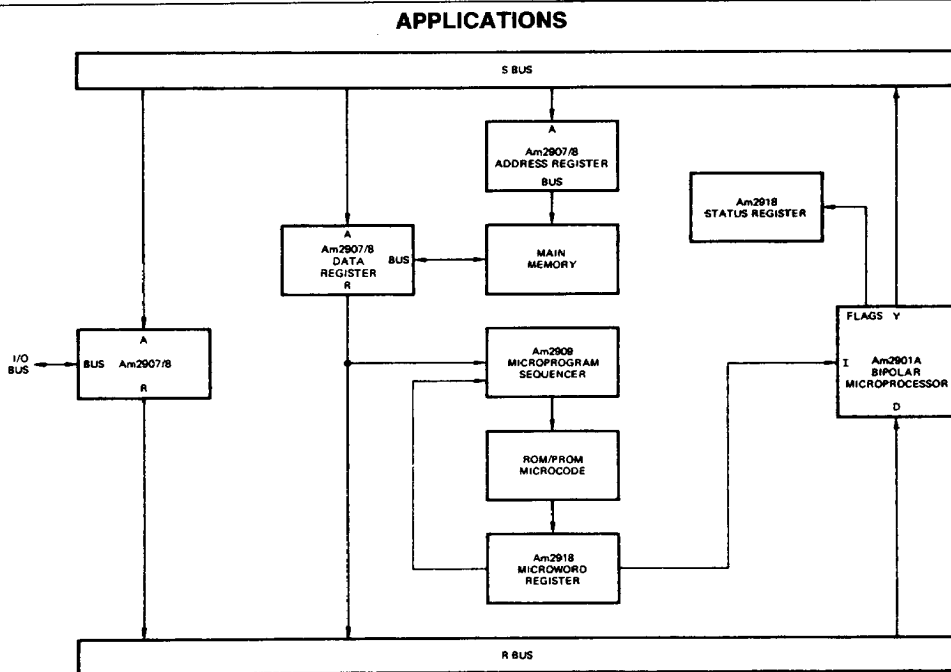 APPLICATIONS
S BUS
A
Am2907/8
ADDRESS REGISTER
BUS
Am2918
STATUS REGISTER
A
Am2907/8
DATA
REGISTER
BUS
R
MAIN
MEMORY
I/O
BUS
A
BUS Am2907/8
R
Am2909
MICROPROGRAM
SEQUENCER
FLAGS Y
I
Am2901A
BIPOLAR
MICROPROCESSOR
D
ROM/PROM
MICROCODE
Am2918
MICROWORD
REGISTER
R BUS